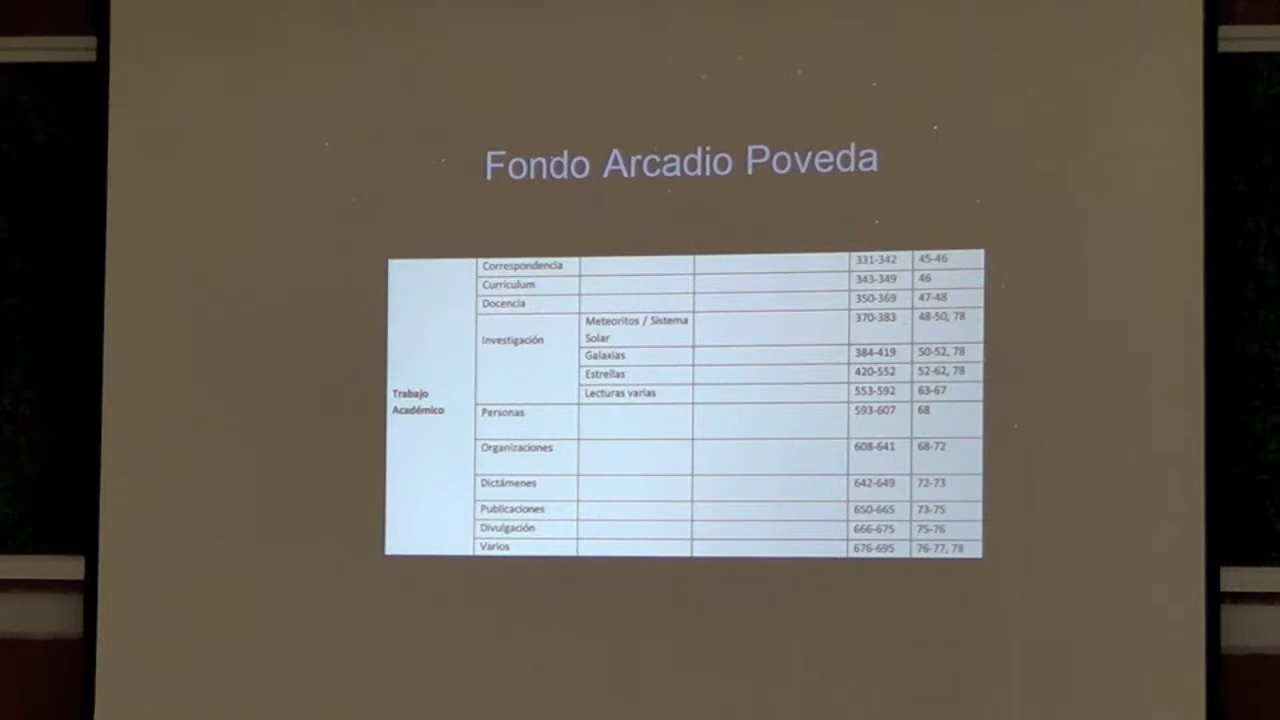 Fondo Arcadio Poveda
Correspondencia 331-342 45-46
Curriculum 343-349 46
Docencia 350-369 47-48
Investigación Meteoritos / Sistema Solar 370-383 48-50, 78
Galaxias 384-419 50-52, 78
Estrellas 420-552 52-62, 78
Lecturas varias 553-592 63-67
Trabajo
Académico
Personas 593-607 68
Organizaciones 608-641 68-72
Dictámenes 642-649 72-73
Publicaciones 650-665 73-75
Divulgación 666-675 75-76
Varios 676-695 76-77, 78